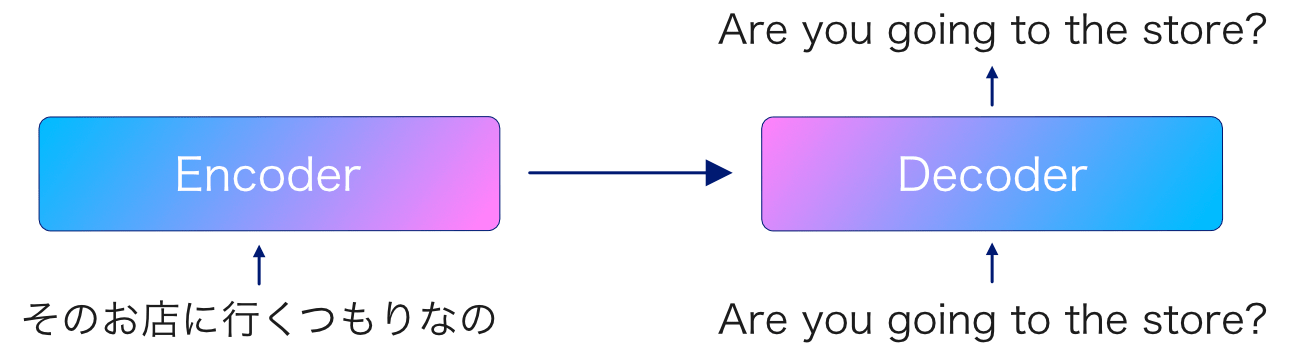 Are you going to the store?
Encoder
Decoder
そのお店に行くつもりなの
Are you going to the store?